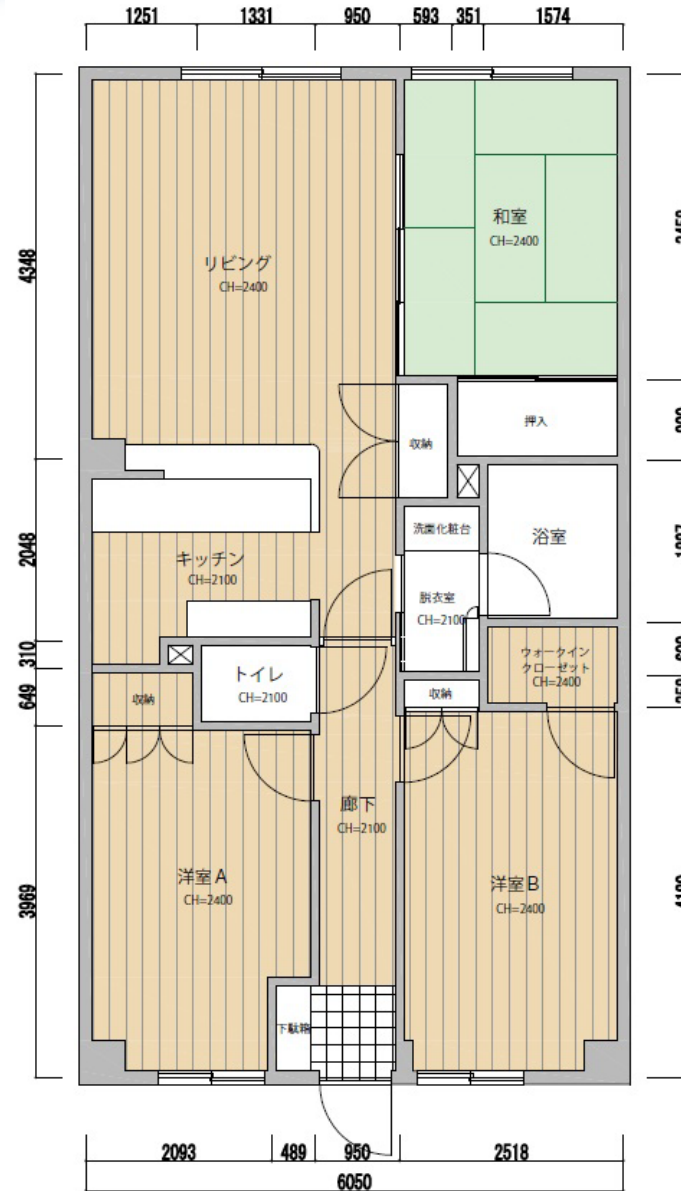 1251 1331 950 593 351 1574
4348
和室
CH=2400
リビング
CH=2400
押入
収納
2048
洗面化粧台
浴室
キッチン
CH=2100
脱衣室
CH=2100
310
ウォークイン
クローゼット
CH=2400
トイレ
CH=2100
649
収納
収納
廊下
CH=2100
3969
洋室A
CH=2400
洋室B
CH=2400
下駄箱
2093 489 950 2518
6050